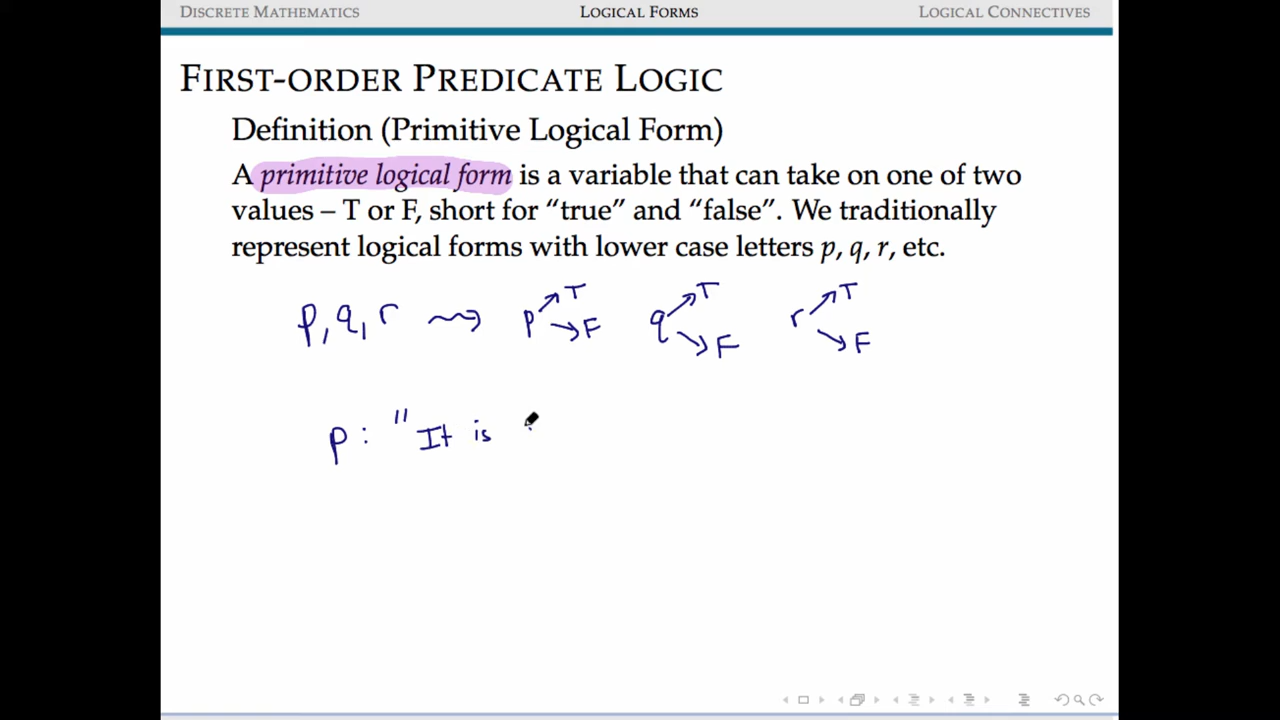 DISCRETE MATHEMATICS LOGICAL FORMS LOGICAL CONNECTIVES
FIRST-ORDER PREDICATE LOGIC
Definition (Primitive Logical Form)
A primitive logical form is a variable that can take on one of two
values – T or F, short for “true” and “false”. We traditionally
represent logical forms with lower case letters p, q, r, etc.
p, q, r ⇝ p ↗ T ↘ F q ↗ T ↘ F r ↗ T ↘ F
p : " It is